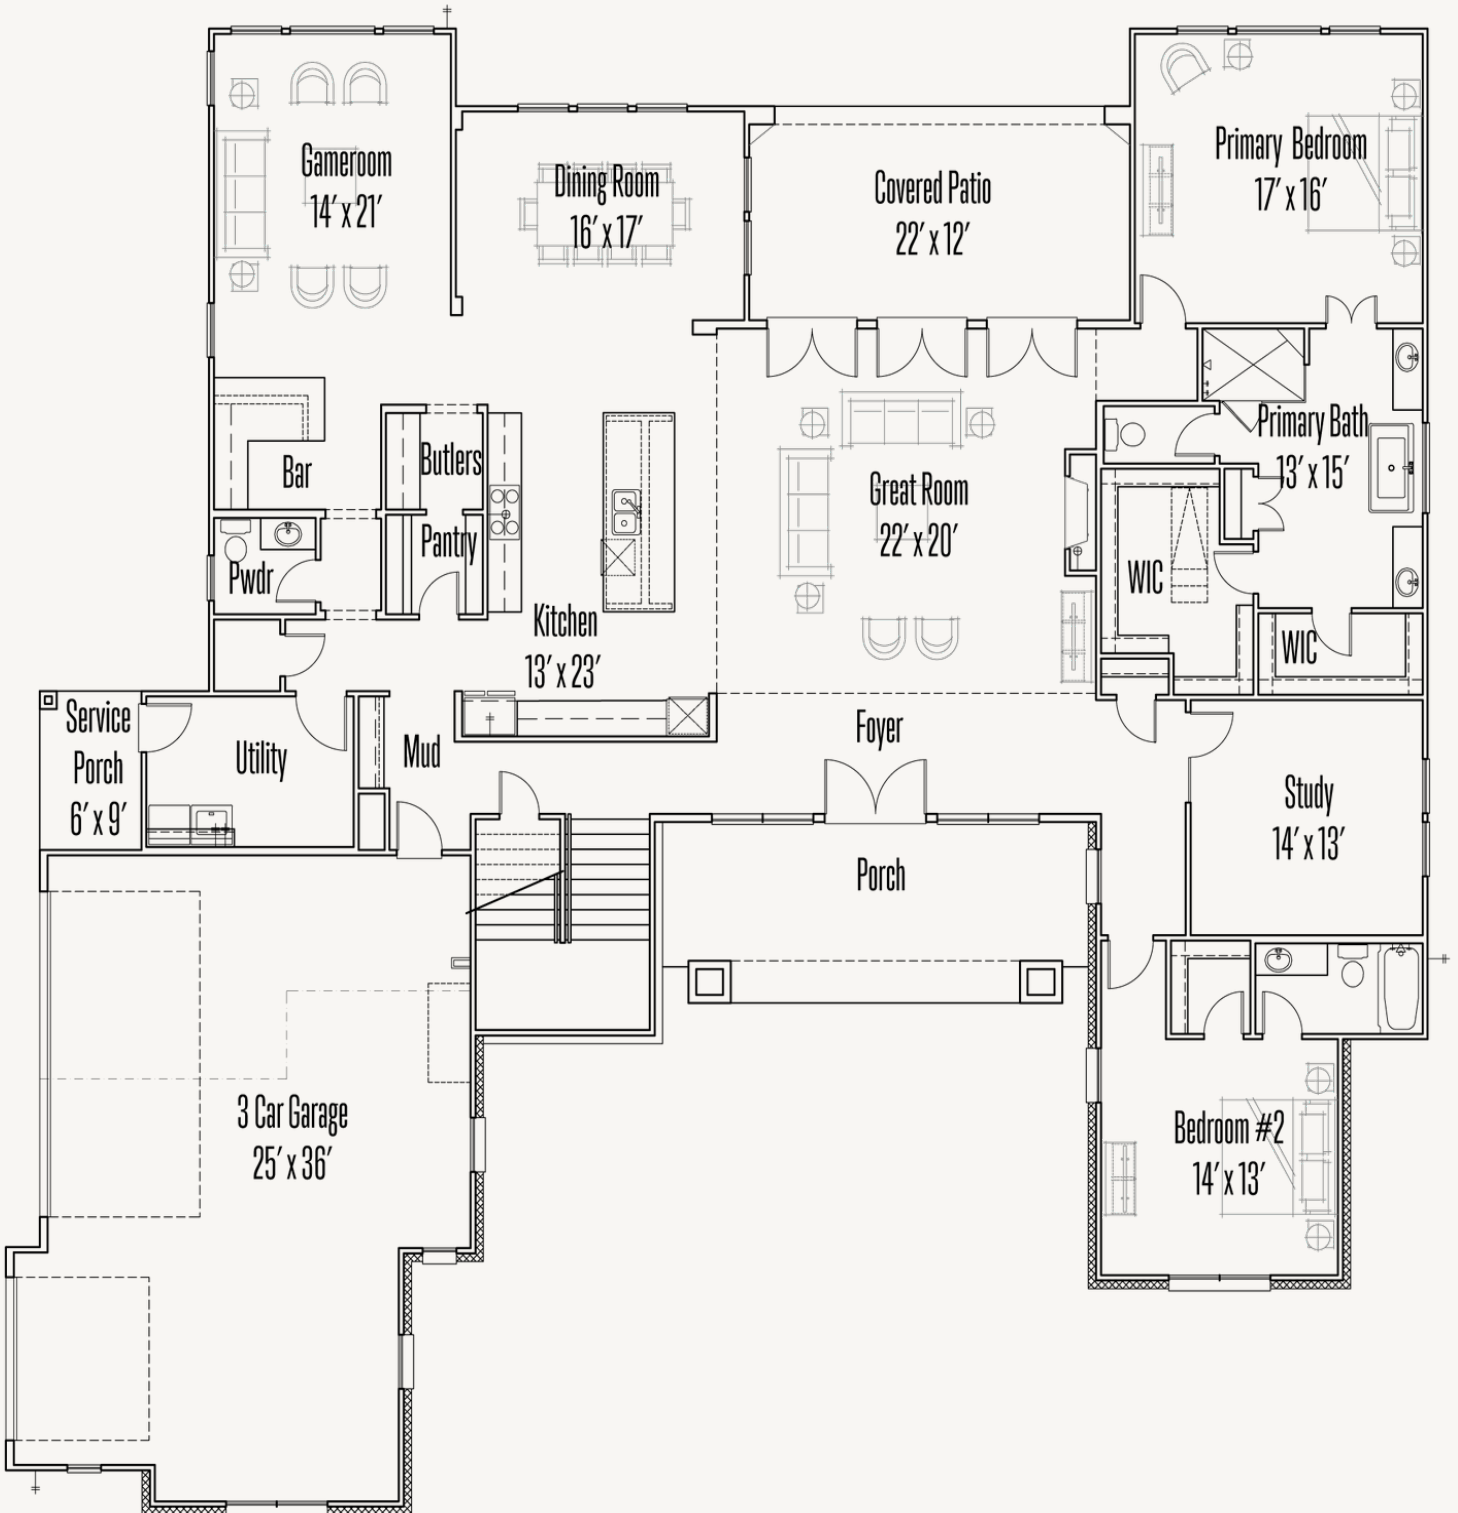 Gameroom
14' x 21'
Dining Room
16' x 17'
Covered Patio
22' x 12'
Primary Bedroom
17' x 16'
Bar
Butlers
Pantry
Pwdr
Kitchen
13' x 23'
Great Room
22' x 20'
Primary Bath
13' x 15'
WIC
WIC
Service
Porch
6' x 9'
Utility
Mud
Foyer
Study
14' x 13'
Porch
3 Car Garage
25' x 36'
Bedroom #2
14' x 13'